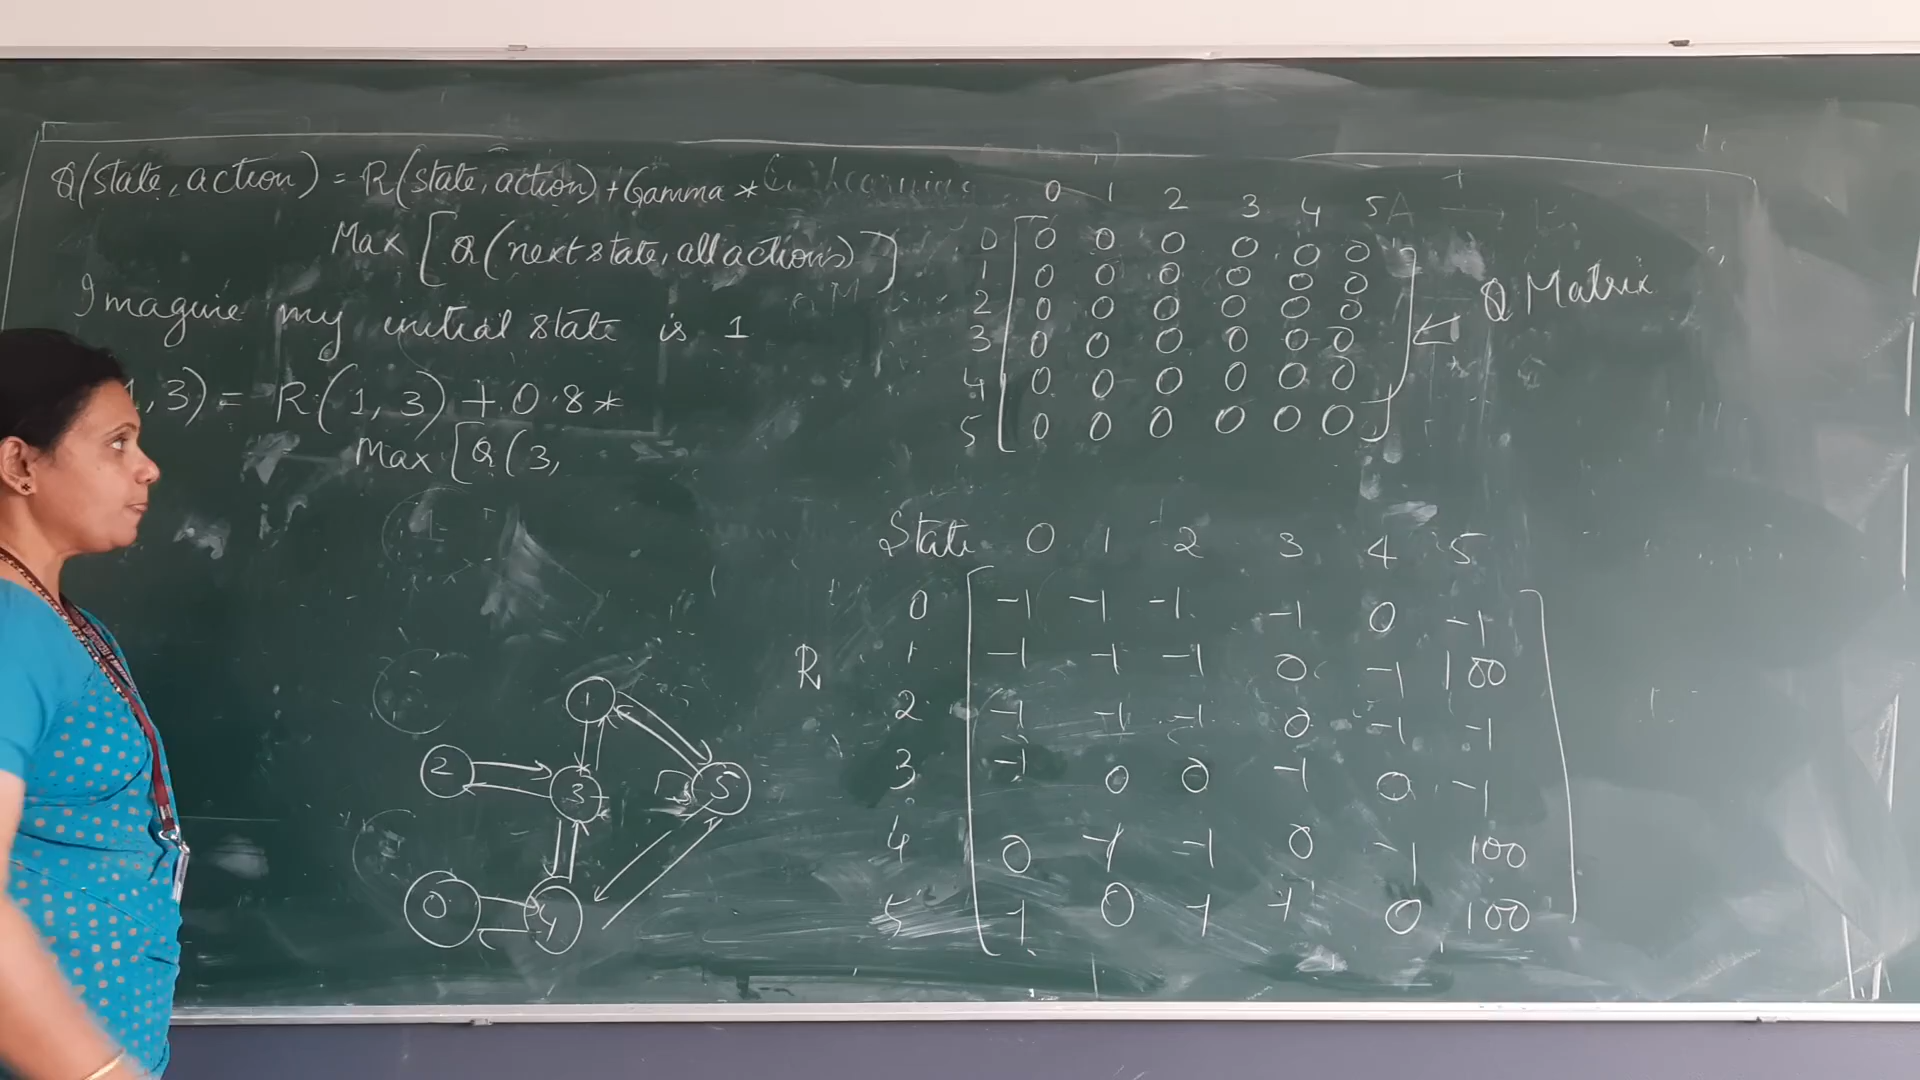 Q(state, action) = R(state, action) + Gamma *
Max [Q(next state, all actions)]
Imagine my initial state is 1
1, 3) = R(1, 3) + 0.8 *
Max [Q(3,
0 1 2 3 4 5
0 0 0 0 0 0 0
1 0 0 0 0 0 0
2 0 0 0 0 0 0
3 0 0 0 0 0 0
4 0 0 0 0 0 0
5 0 0 0 0 0 0
Q Matrix
State 0 1 2 3 4 5
R
0 -1 -1 -1 -1 0 -1
1 -1 -1 -1 0 -1 100
2 -1 -1 -1 0 -1 -1
3 -1 0 0 -1 0 -1
4 0 -1 -1 0 -1 100
5 -1 0 -1 -1 0 100
1
2 3 5
0 4